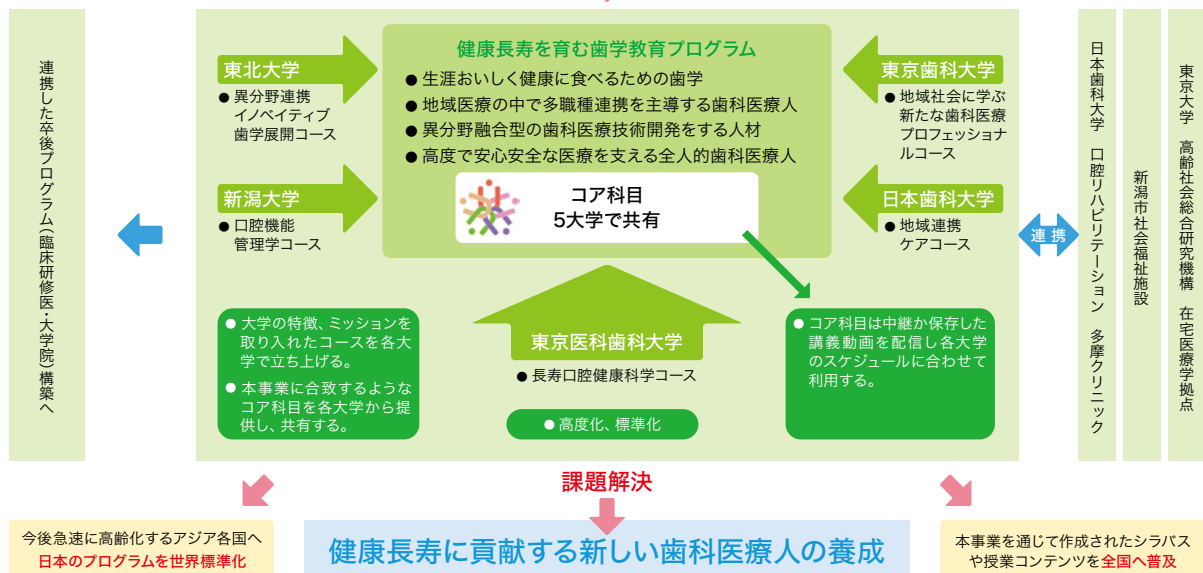 連携した卒後プログラム(臨床研修医・大学院)構築へ
健康長寿を育む歯学教育プログラム
● 生涯おいしく健康に食べるための歯学
● 地域医療の中で多職種連携を主導する歯科医療人
● 異分野融合型の歯科医療技術開発をする人材
● 高度で安心安全な医療を支える全人的歯科医療人
コア科目
5大学で共有
東北大学
● 異分野連携
イノベイティブ
歯学展開コース
新潟大学
● 口腔機能
管理学コース
東京歯科大学
● 地域社会に学ぶ
新たな歯科医療
プロフェッショナ
ルコース
日本歯科大学
● 地域連携
ケアコース
東京医科歯科大学
● 長寿口腔健康科学コース
● 高度化、標準化
● 大学の特徴、ミッションを
取り入れたコースを各大
学で立ち上げる。
● 本事業に合致するような
コア科目を各大学から提
供し、共有する。
● コア科目は中継か保存した
講義動画を配信し各大学
のスケジュールに合わせて
利用する。
連携
東京大学 高齢社会総合研究機構 在宅医療学拠点
新潟市社会福祉施設
日本歯科大学 口腔リハビリテーション 多摩クリニック
課題解決
今後急速に高齢化するアジア各国へ
日本のプログラムを世界標準化
健康長寿に貢献する新しい歯科医療人の養成
本事業を通じて作成されたシラバス
や授業コンテンツを全国へ普及